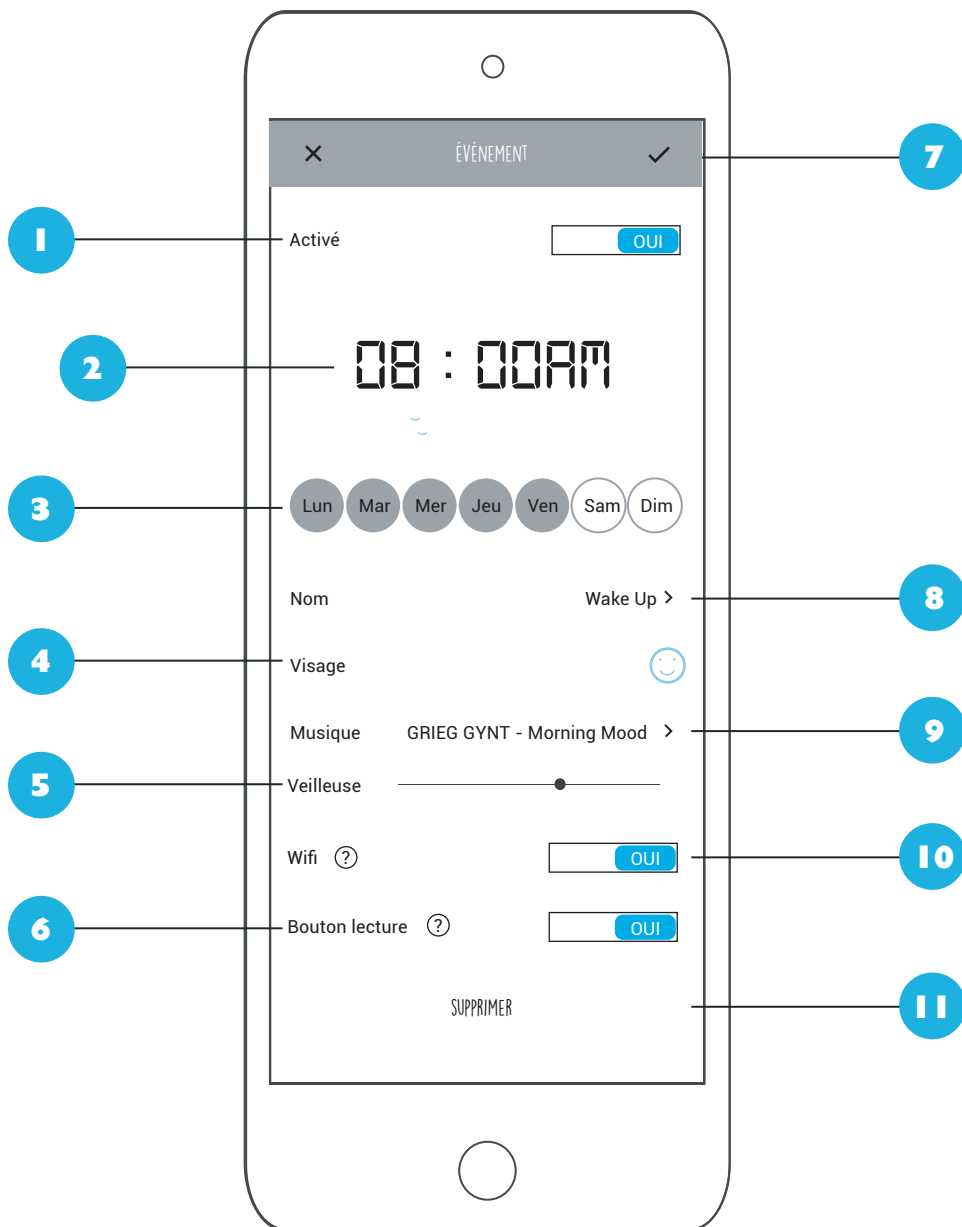 ÉVÉNEMENT
7
1
Activé
OUI
2
08 : 00AM
3
Lun Mar Mer Jeu Ven Sam Dim
Nom
Wake Up >
8
4
Visage
Musique
GRIEG GYNT - Morning Mood >
9
5
Veilleuse
Wifi ?
OUI
10
6
Bouton lecture ?
OUI
SUPPRIMER
11